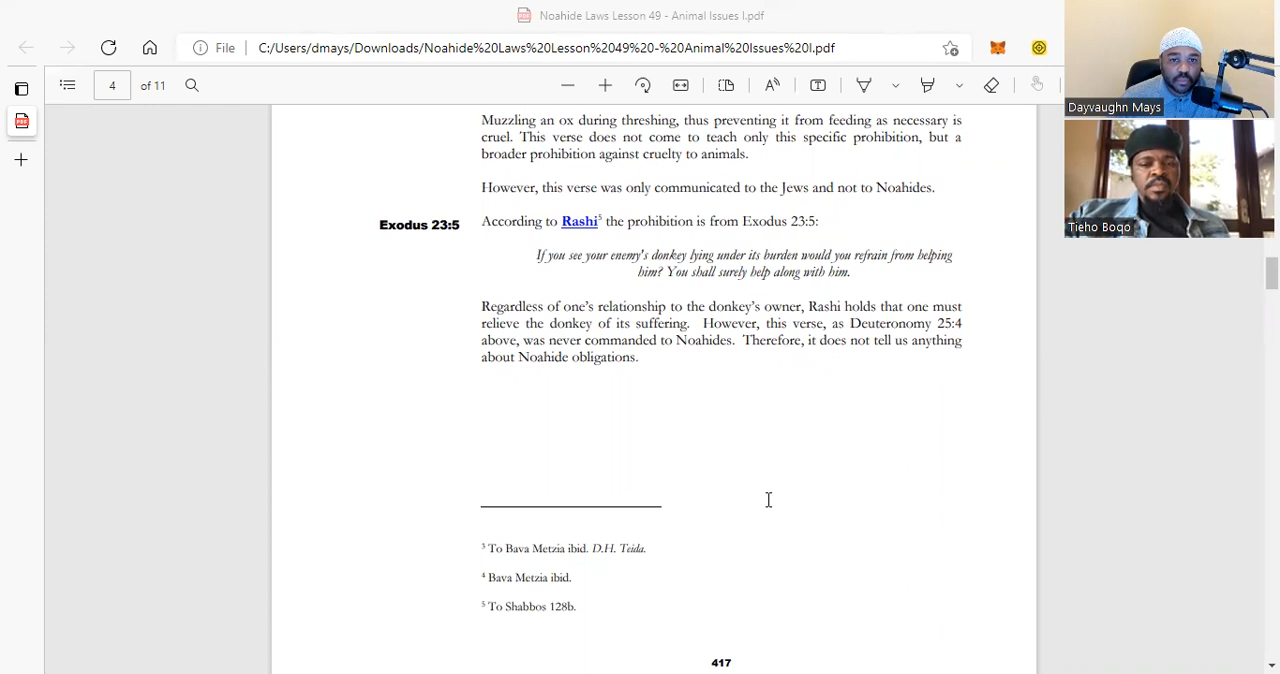 Noahide Laws Lesson 49 - Animal Issues I.pdf
File
C:/Users/dmays/Downloads/Noahide%20Laws%20Lesson%2049%20-%20Animal%20Issues%20I.pdf
4 of 11
Muzzling an ox during threshing, thus preventing it from feeding as necessary is
cruel. This verse does not come to teach only this specific prohibition, but a
broader prohibition against cruelty to animals.
However, this verse was only communicated to the Jews and not to Noahides.
Exodus 23:5
According to Rashi5 the prohibition is from Exodus 23:5:
If you see your enemy's donkey lying under its burden would you refrain from helping
him? You shall surely help along with him.
Regardless of one's relationship to the donkey's owner, Rashi holds that one must
relieve the donkey of its suffering. However, this verse, as Deuteronomy 25:4
above, was never commanded to Noahides. Therefore, it does not tell us anything
about Noahide obligations.
3 To Bava Metzia ibid. D.H. Teida.
4 Bava Metzia ibid.
5 To Shabbos 128b.
417
Dayvaughn Mays
Tieho Boqo